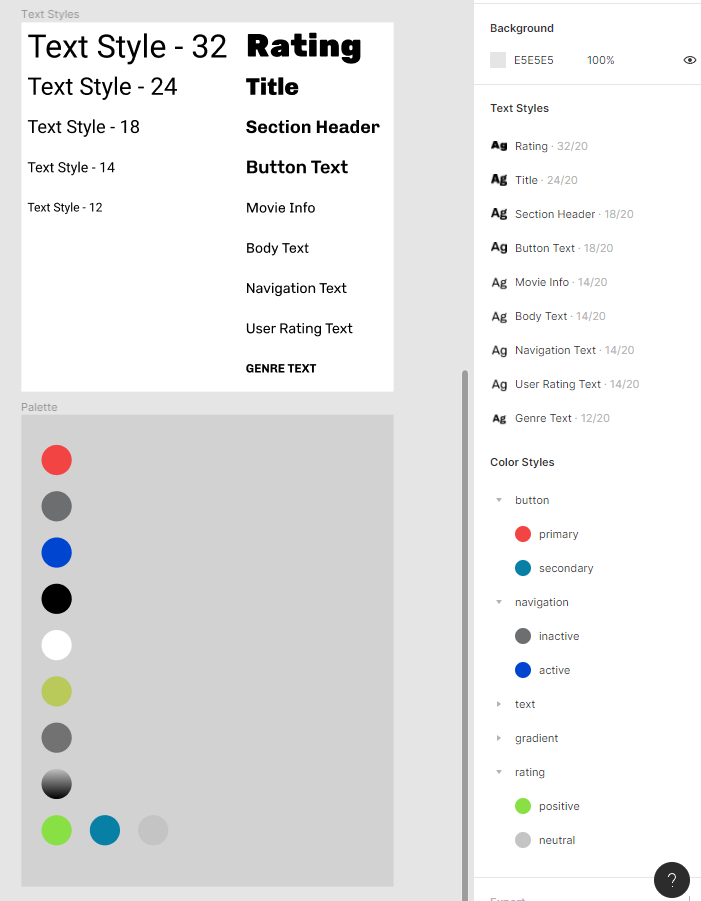 Text Styles
Text Style - 32
Rating
Text Style - 24
Title
Text Style - 18
Section Header
Text Style - 14
Button Text
Text Style - 12
Movie Info
Body Text
Navigation Text
User Rating Text
GENRE TEXT
Palette
Background
E5E5E5 100%
Text Styles
Ag Rating · 32/20
Ag Title · 24/20
Ag Section Header · 18/20
Ag Button Text · 18/20
Ag Movie Info · 14/20
Ag Body Text · 14/20
Ag Navigation Text · 14/20
Ag User Rating Text · 14/20
Ag Genre Text · 12/20
Color Styles
button
primary
secondary
navigation
inactive
active
text
gradient
rating
positive
neutral
?
Export